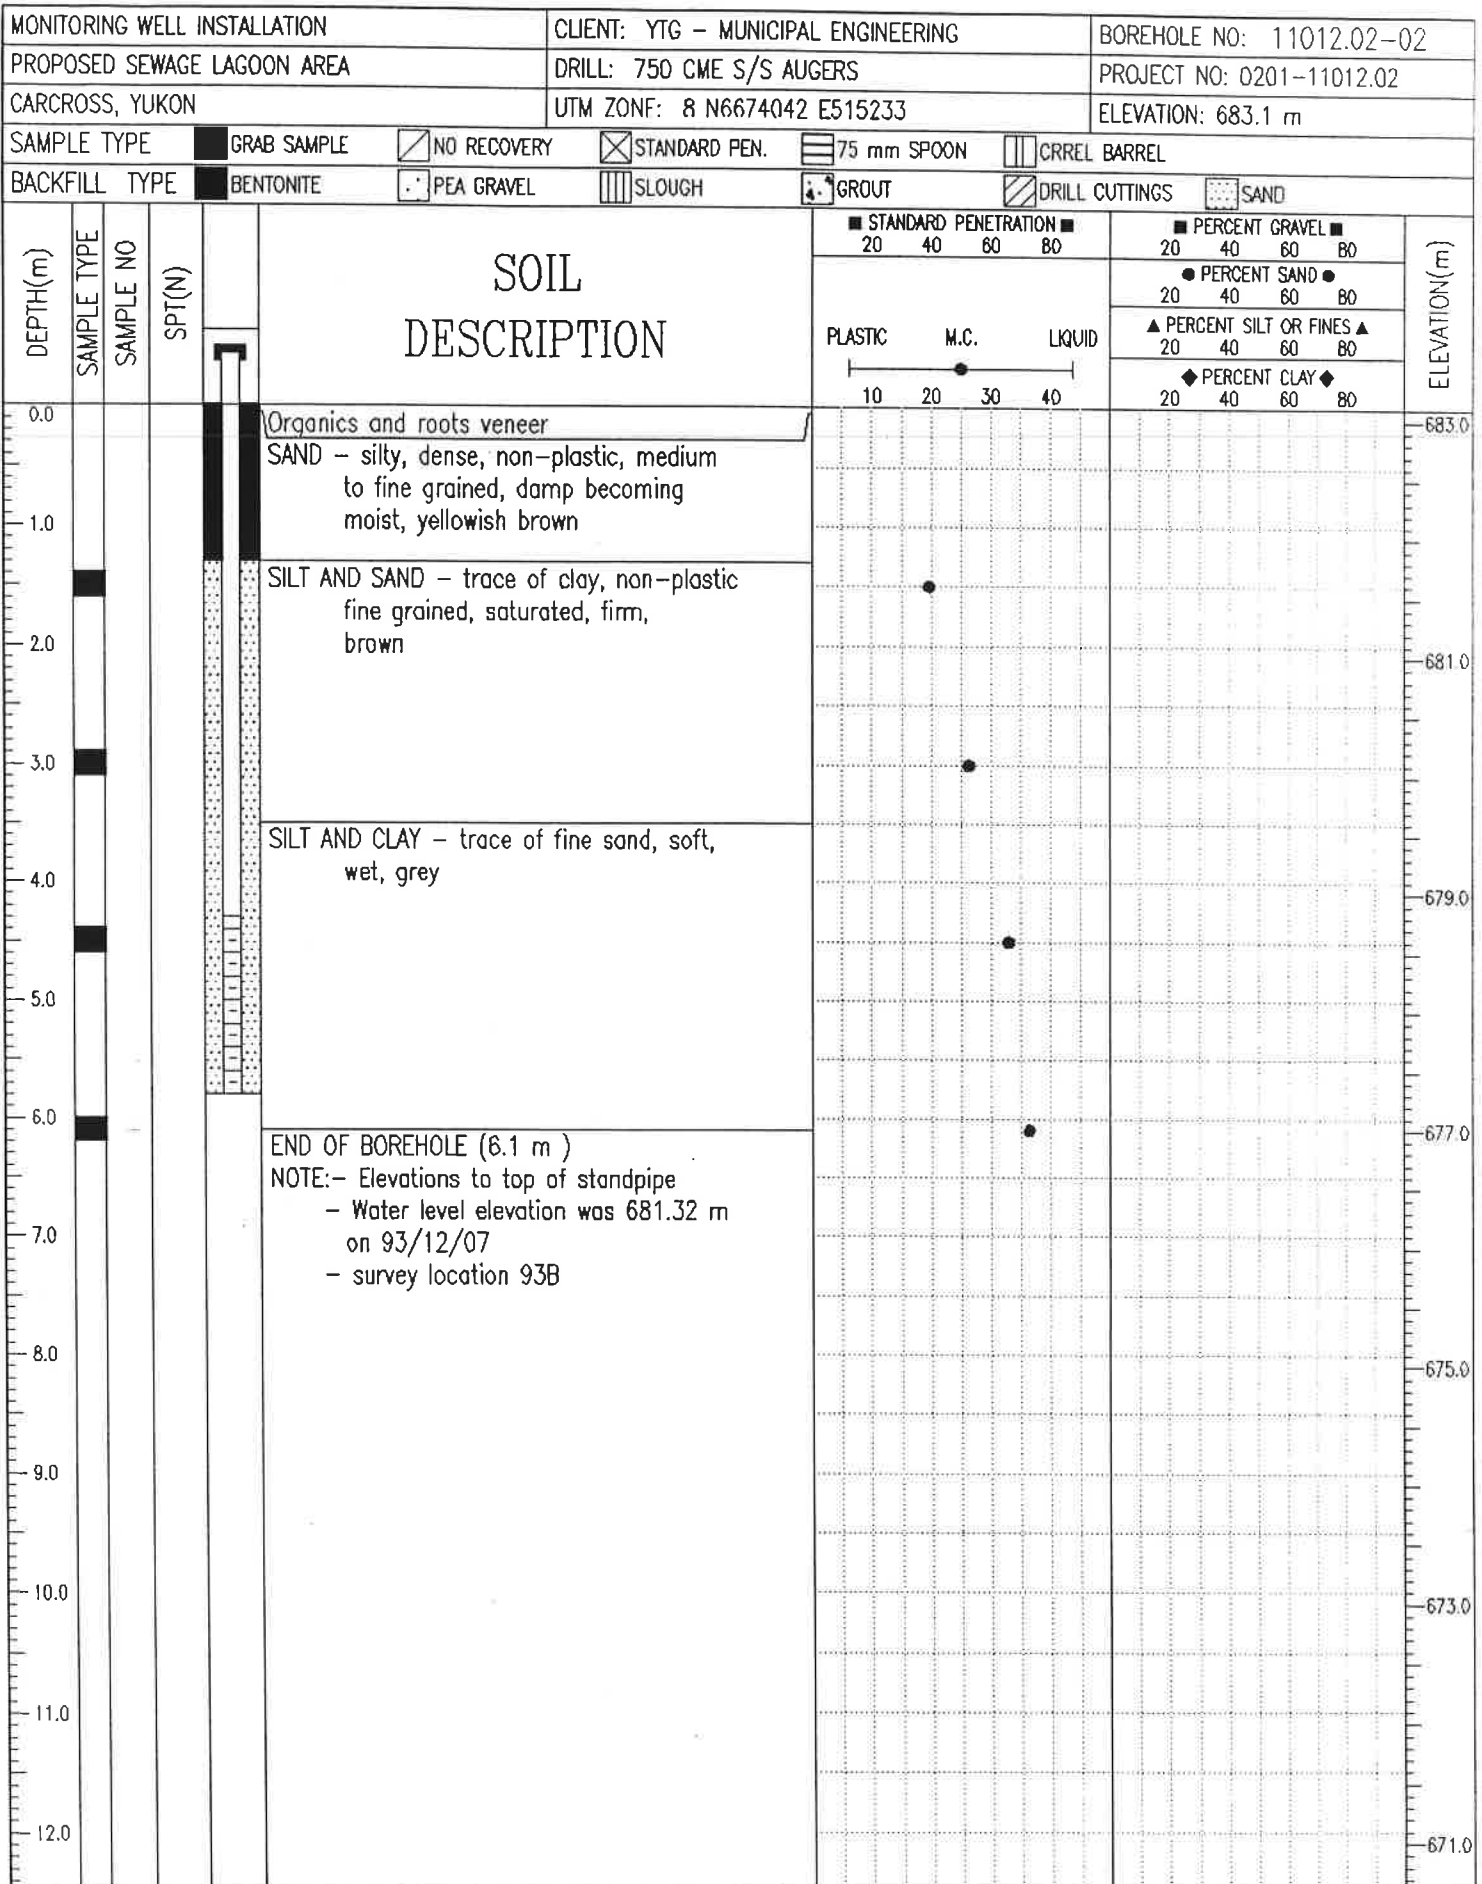 MONITORING WELL INSTALLATION
CLIENT: YTG – MUNICIPAL ENGINEERING
BOREHOLE NO: 11012.02-02
PROPOSED SEWAGE LAGOON AREA
DRILL: 750 CME S/S AUGERS
PROJECT NO: 0201-11012.02
CARCROSS, YUKON
UTM ZONE: 8 N6674042 E515233
ELEVATION: 683.1 m
SAMPLE TYPE GRAB SAMPLE NO RECOVERY STANDARD PEN. 75 mm SPOON CRREL BARREL
BACKFILL TYPE BENTONITE PEA GRAVEL SLOUGH GROUT DRILL CUTTINGS SAND
DEPTH(m)
SAMPLE TYPE
SAMPLE NO
SPT(N)
SOIL
DESCRIPTION
■ STANDARD PENETRATION ■
20 40 60 80
PLASTIC M.C. LIQUID
10 20 30 40
■ PERCENT GRAVEL ■
20 40 60 80
● PERCENT SAND ●
20 40 60 80
▲ PERCENT SILT OR FINES ▲
20 40 60 80
◆ PERCENT CLAY ◆
20 40 60 80
ELEVATION(m)
0.0
1.0
2.0
3.0
4.0
5.0
6.0
7.0
8.0
9.0
10.0
11.0
12.0
Organics and roots veneer
SAND – silty, dense, non-plastic, medium
to fine grained, damp becoming
moist, yellowish brown
SILT AND SAND – trace of clay, non-plastic
fine grained, saturated, firm,
brown
SILT AND CLAY – trace of fine sand, soft,
wet, grey
END OF BOREHOLE (6.1 m )
NOTE:– Elevations to top of standpipe
– Water level elevation was 681.32 m
on 93/12/07
– survey location 93B
683.0
681.0
679.0
677.0
675.0
673.0
671.0